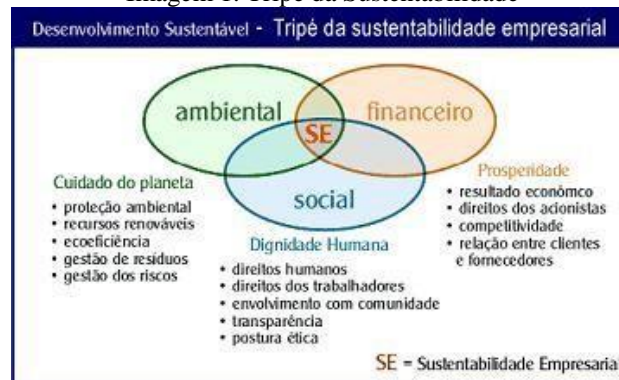 Imagem 1: Tripé da Sustentabilidade
Desenvolvimento Sustentável - Tripé da sustentabilidade empresarial
ambiental
financeiro
SE
social
Cuidado do planeta
• proteção ambiental
• recursos renováveis
• ecoeficiência
• gestão de resíduos
• gestão dos riscos
Dignidade Humana
• direitos humanos
• direitos dos trabalhadores
• envolvimento com comunidade
• transparência
• postura ética
Prosperidade
• resultado econômco
• direitos dos acionistas
• competitividade
• relação entre clientes
e fornecedores
SE = Sustentabilidade Empresarial